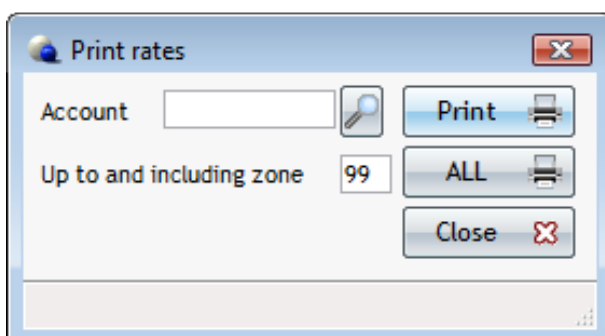 Print rates
Account
Print
Up to and including zone 99
ALL
Close